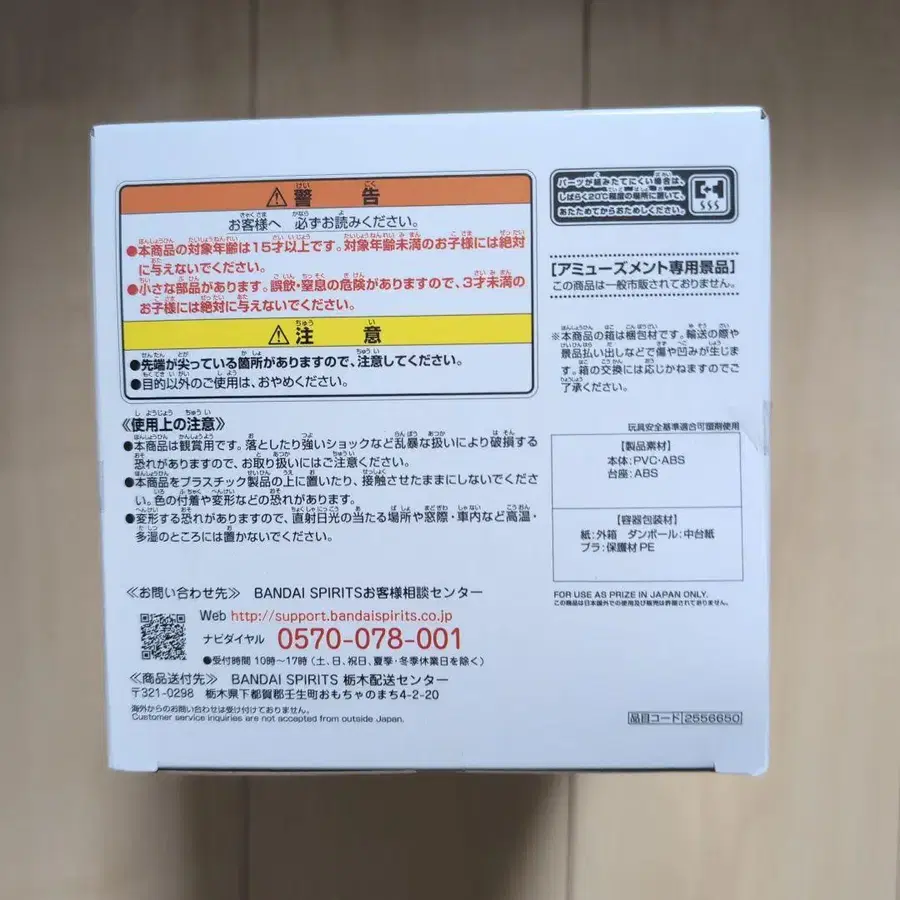 ⚠警告
お客様へ 必ずお読みください。
●本商品の対象年齢は15才以上です。対象年齢未満のお子様には絶対
に与えないでください。
●小さな部品があります。誤飲・窒息の危険がありますので、3才未満の
お子様には絶対に与えないでください。
⚠注意
●先端が尖っている箇所がありますので、注意してください。
●目的以外のご使用は、おやめください。
《使用上の注意》
●本商品は観賞用です。落としたり強いショックなど乱暴な扱いにより破損する
恐れがありますので、お取り扱いにはご注意ください。
●本商品をプラスチック製品の上に置いたり、接触させたままにしないでくださ
い。色の付着や変形などの恐れがあります。
●変形する恐れがありますので、直射日光の当たる場所や窓際・車内など高温・
多湿のところには置かないでください。
≪お問い合わせ先≫ BANDAI SPIRITSお客様相談センター
Web http://support.bandaispirits.co.jp
ナビダイヤル 0570-078-001
●受付時間 10時〜17時（土、日、祝日、夏季・冬季休業日を除く）
≪商品送付先≫ BANDAI SPIRITS 栃木配送センター
〒321-0298 栃木県下都賀郡壬生町おもちゃのまち4-2-20
海外からのお問い合わせは受け付けておりません。
Customer service inquiries are not accepted from outside Japan.
パーツが組みたてにくい場合は、
しばらく20℃程度の場所に置いて、
あたためてからおためしください。
［アミューズメント専用景品］
この商品は一般市販されておりません。
※本商品の箱は梱包材です。輸送の際や
景品払い出しなどで傷や凹みが生じま
す。箱の交換には応じかねますのでご
了承ください。
玩具安全基準適合可塑剤使用
【製品素材】
本体:PVC・ABS
台座:ABS
【容器包装材】
紙:外箱 ダンボール:中台紙
プラ:保護材PE
FOR USE AS PRIZE IN JAPAN ONLY.
この商品は日本国外での使用及び販売は許諾されておりません。
品目コード 2556650